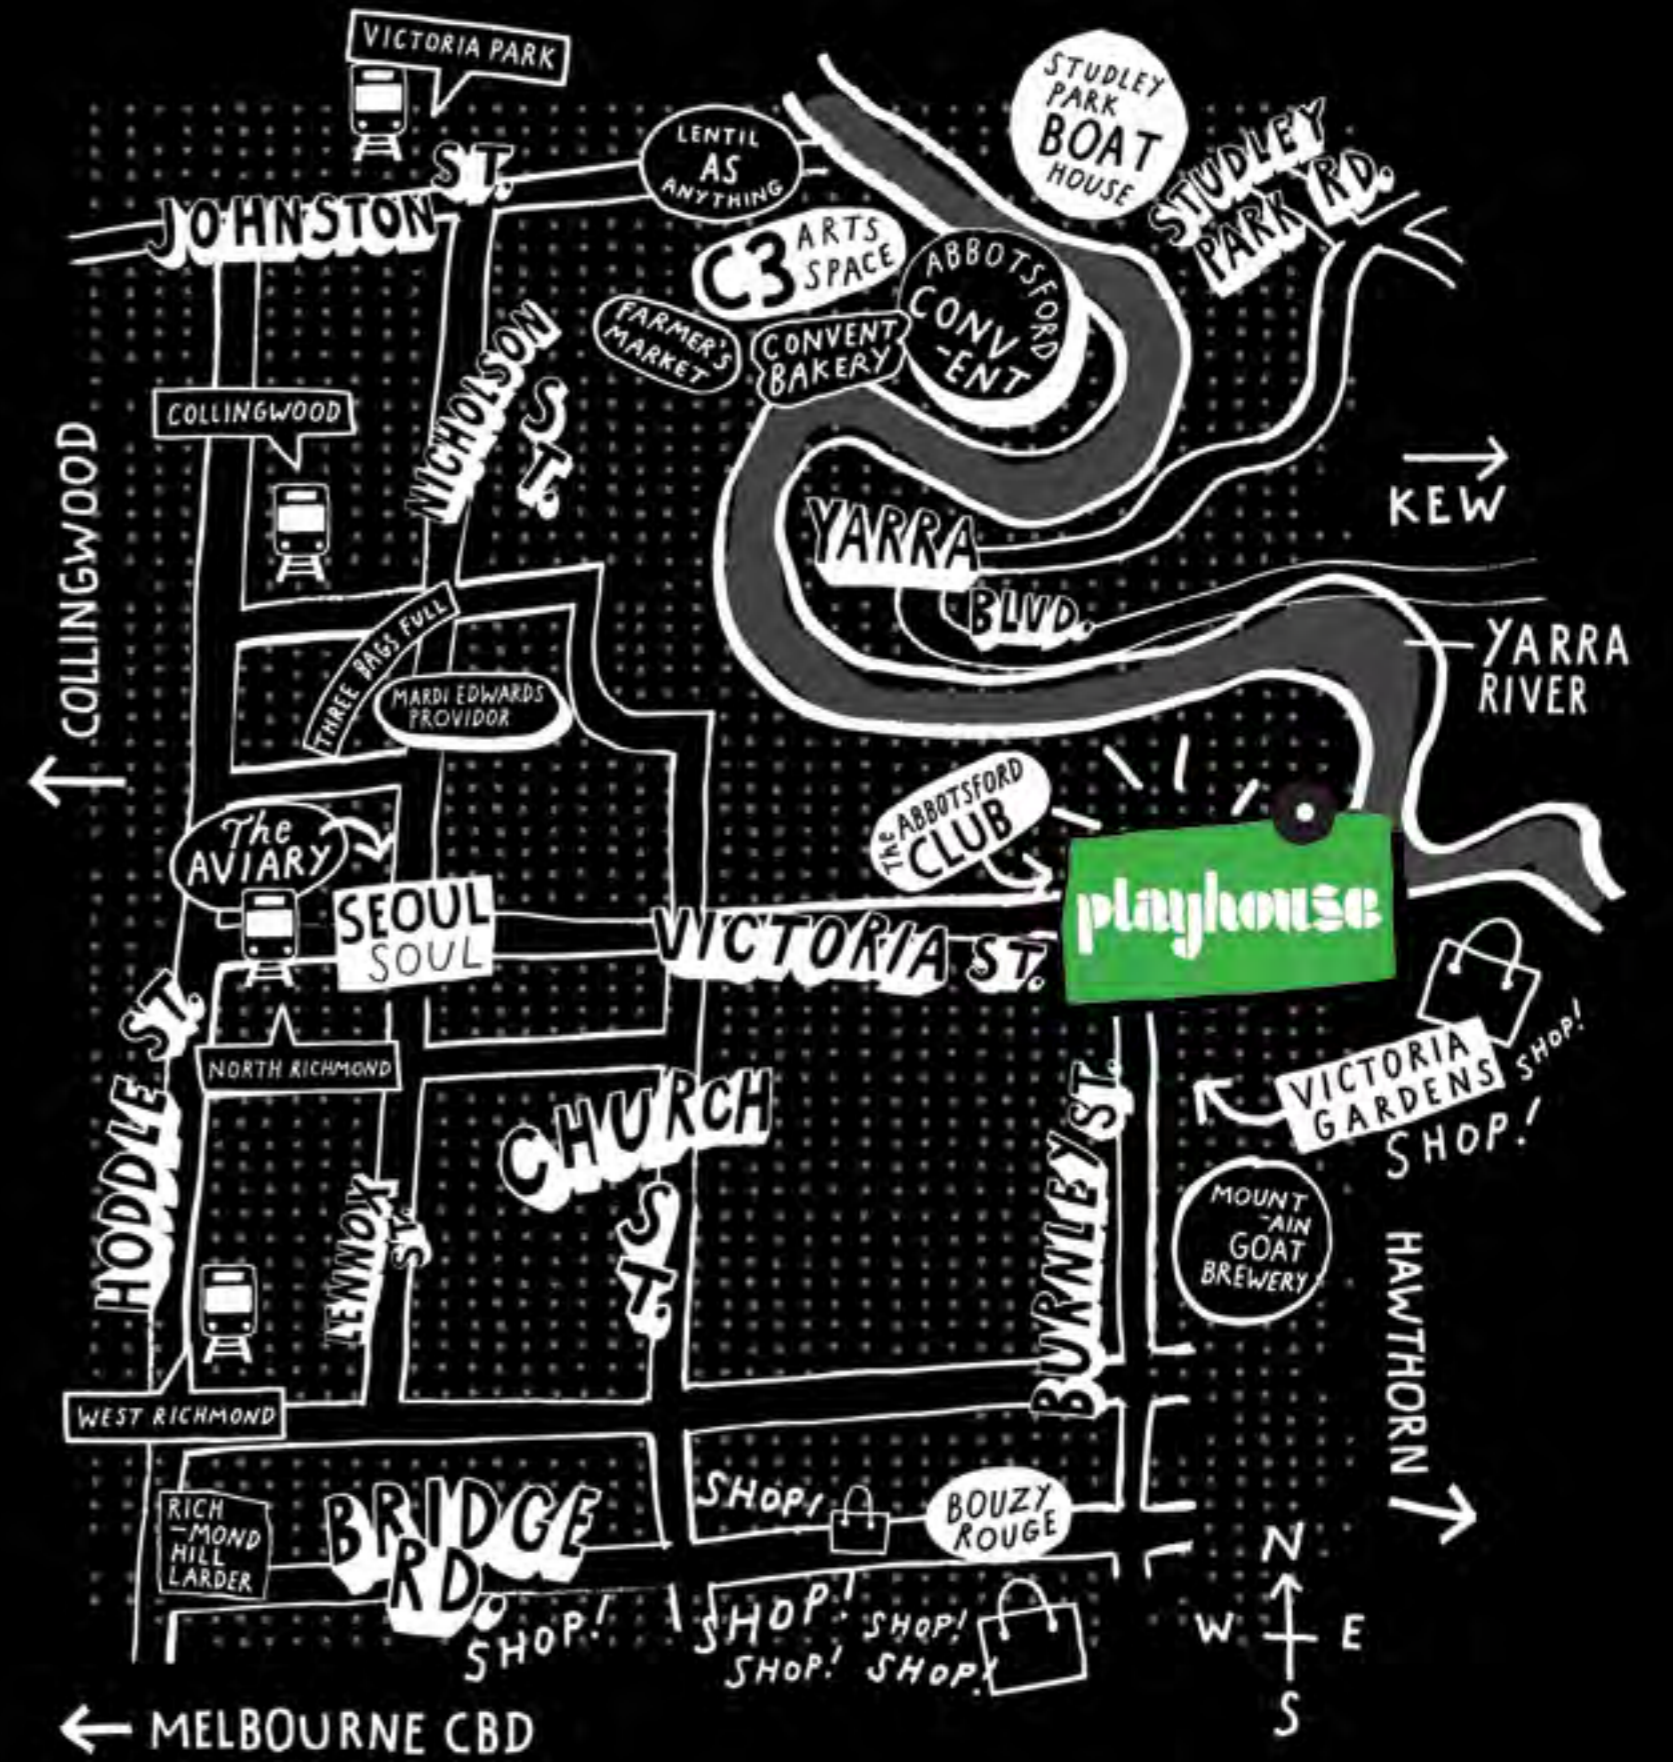 VICTORIA PARK
STUDLEY
PARK
BOAT
HOUSE
LENTIL
AS
ANYTHING
STUDLEY
PARK RD.
JOHNSTON ST.
C3 ARTS
SPACE
ABBOTSFORD
CONV
-ENT
FARMER'S
MARKET
CONVENT
BAKERY
NICHOLSON
ST.
COLLINGWOOD
COLLINGWOOD
KEW
YARRA
BLVD.
YARRA
RIVER
THREE BAGS FULL
MARDI EDWARDS
PROVIDOR
THE ABBOTSFORD
CLUB
The
AVIARY
SEOUL
SOUL
VICTORIA ST.
playhouse
HODDLE ST.
NORTH RICHMOND
VICTORIA
GARDENS
SHOP!
SHOP!
CHURCH
ST.
BURNLEY ST.
LENNOX
ST.
MOUNT
-AIN
GOAT
BREWERY
HAWTHORN
WEST RICHMOND
RICH
-MOND
HILL
LARDER
BRIDGE
RD.
SHOP!
BOUZY
ROUGE
SHOP!
SHOP!
SHOP!
SHOP!
SHOP!
N
W E
S
MELBOURNE CBD